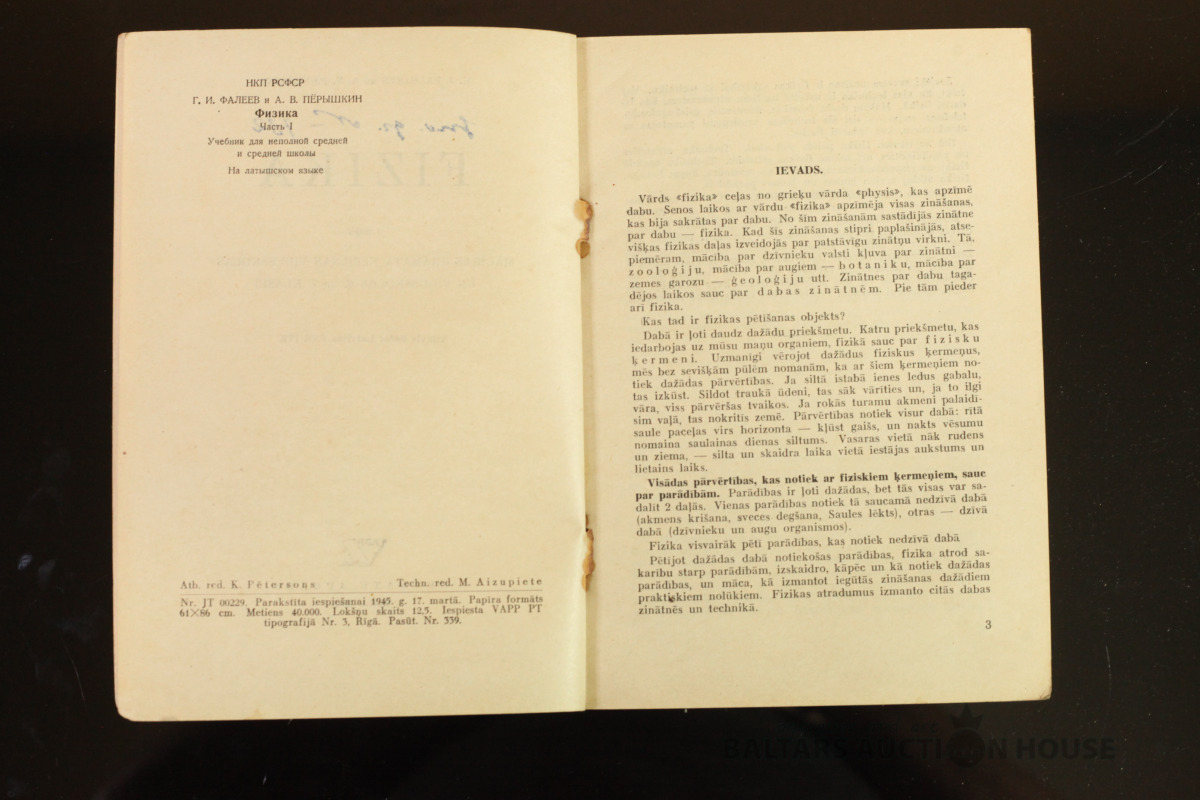 НКП РСФСР
Г. И. ФАЛЕЕВ и А. В. ПЁРЫШКИН
Физика
Часть I
Учебник для неполной средней
и средней школы
На латышском языке
FIZIKA
Atb. red. K. Pētersons Techn. red. M. Aizupiete
Nr. JT 00229. Parakstīta iespiešanai 1945. g. 17. martā. Papīra formāts
61×86 cm. Metiens 40.000. Lokšņu skaits 12,5. Iespiesta VAPP PT
tipografijā Nr. 3, Rīgā. Pasūt. Nr. 339.
IEVADS.
Vārds «fizika» ceļas no grieķu vārda «physis», kas apzīmē
dabu. Senos laikos ar vārdu «fizika» apzīmēja visas zināšanas,
kas bija sakrātas par dabu. No šīm zināšanām sastādījās zinātne
par dabu — fizika. Kad šīs zināšanas stipri paplašinājās, atse-
višķas fizikas daļas izveidojās par patstāvīgu zinātņu virkni. Tā,
piemēram, mācība par dzīvnieku valsti kļuva par zinātni —
zooloģiju, mācība par augiem — botaniku, mācība par
zemes garozu — ģeoloģiju utt. Zinātnes par dabu taga-
dējos laikos sauc par dabas zinātnēm. Pie tām pieder
arī fizika.
Kas tad ir fizikas pētīšanas objekts?
Dabā ir ļoti daudz dažādu priekšmetu. Katru priekšmetu, kas
iedarbojas uz mūsu maņu organiem, fizikā sauc par fizisku
ķermeni. Uzmanīgi vērojot dažādus fiziskus ķermeņus,
mēs bez sevišķām pūlēm nomanām, ka ar šiem ķermeņiem no-
tiek dažādas pārvērtības. Ja siltā istabā ienes ledus gabalu,
tas izkūst. Sildot traukā ūdeni, tas sāk vārīties un, ja to ilgi
vāra, viss pārvēršas tvaikos. Ja rokās turamu akmeni palaidī-
sim vaļā, tas nokritīs zemē. Pārvērtības notiek visur dabā: rītā
saule paceļas virs horizonta — kļūst gaišs, un nakts vēsumu
nomaina saulainas dienas siltums. Vasaras vietā nāk rudens
un ziema, — silta un skaidra laika vietā iestājas aukstums un
lietains laiks.
Visādas pārvērtības, kas notiek ar fiziskiem ķermeņiem, sauc
par parādībām. Parādības ir ļoti dažādas, bet tās visas var sa-
dalīt 2 daļās. Vienas parādības notiek tā saucamā nedzīvā dabā
(akmens krišana, sveces degšana, Saules lēkts), otras — dzīvā
dabā (dzīvnieku un augu organismos).
Fizika visvairāk pētī parādības, kas notiek nedzīvā dabā
Pētījot dažādas dabā notiekošas parādības, fizika atrod sa-
karību starp parādībām, izskaidro, kāpēc un kā notiek dažādas
parādības, un māca, kā izmantot iegūtās zināšanas dažādiem
praktiskiem nolūkiem. Fizikas atradumus izmanto citās dabas
zinātnēs un technikā.
3
BALTARS AUCTION HOUSE